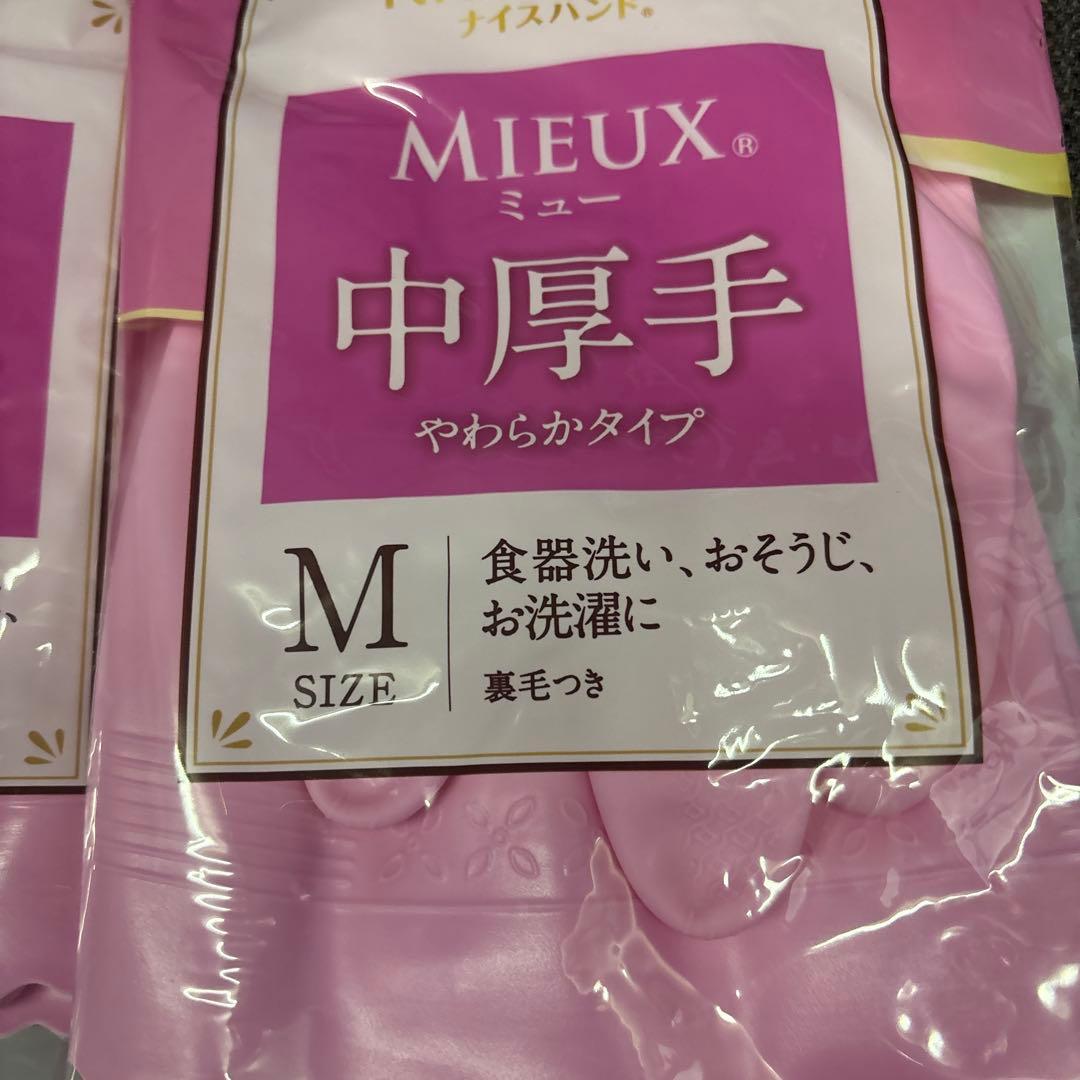 ナイスハンド®
MIEUX®
ミュー
中厚手
やわらかタイプ
M
SIZE
食器洗い、おそうじ、
お洗濯に
裏毛つき